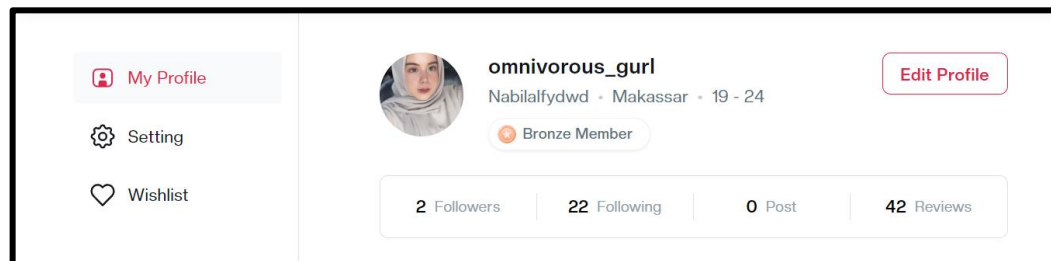 My Profile
Setting
Wishlist
omnivorous_gurl
Nabilalfydwd • Makassar • 19 - 24
Bronze Member
Edit Profile
2 Followers
22 Following
0 Post
42 Reviews